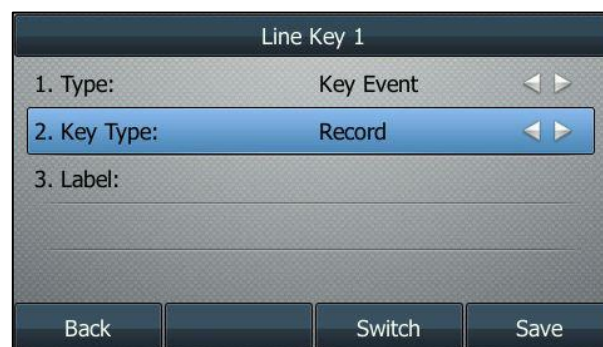 Line Key 1
1. Type: Key Event
2. Key Type: Record
3. Label:
Back Switch Save